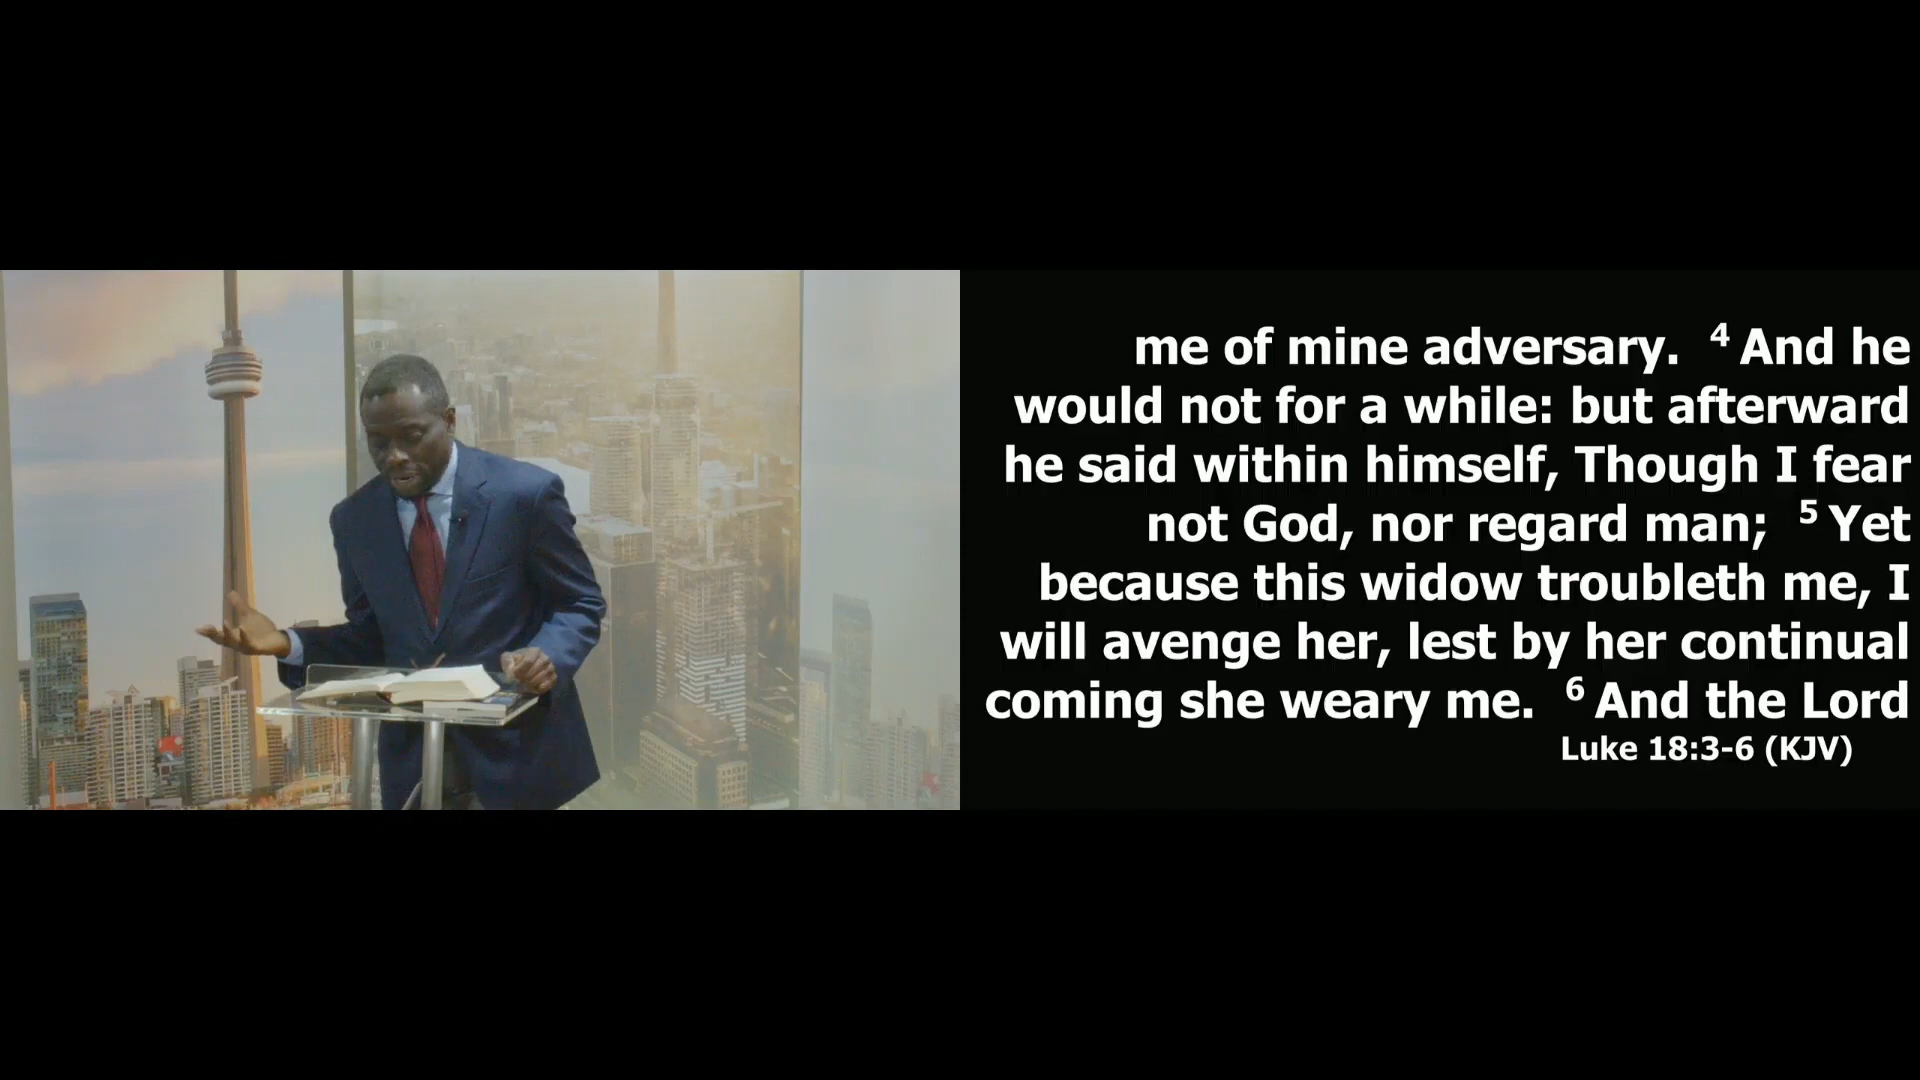 me of mine adversary. 4 And he
would not for a while: but afterward
he said within himself, Though I fear
not God, nor regard man; 5 Yet
because this widow troubleth me, I
will avenge her, lest by her continual
coming she weary me. 6 And the Lord
Luke 18:3-6 (KJV)